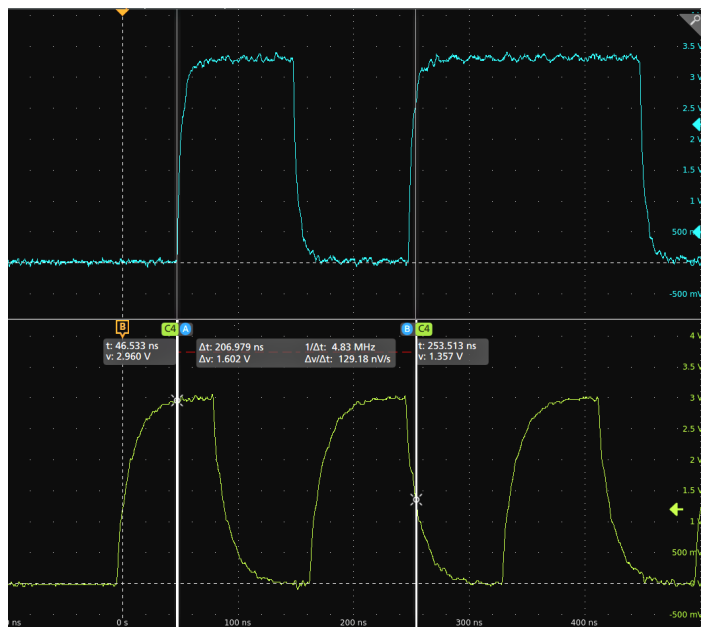 3.5 V
3 V
2.5 V
2 V
1.5 V
1 V
500 m
-500 mV
B
C4 A
B C4
t: 46.533 ns
v: 2.960 V
Δt: 206.979 ns 1/Δt: 4.83 MHz
Δv: 1.602 V Δv/Δt: 129.18 nV/s
t: 253.513 ns
v: 1.357 V
4 V
3 V
2.5 V
2 V
1.5 V
1 V
500 mV
-500 mV
ns
0 s
100 ns
200 ns
300 ns
400 ns